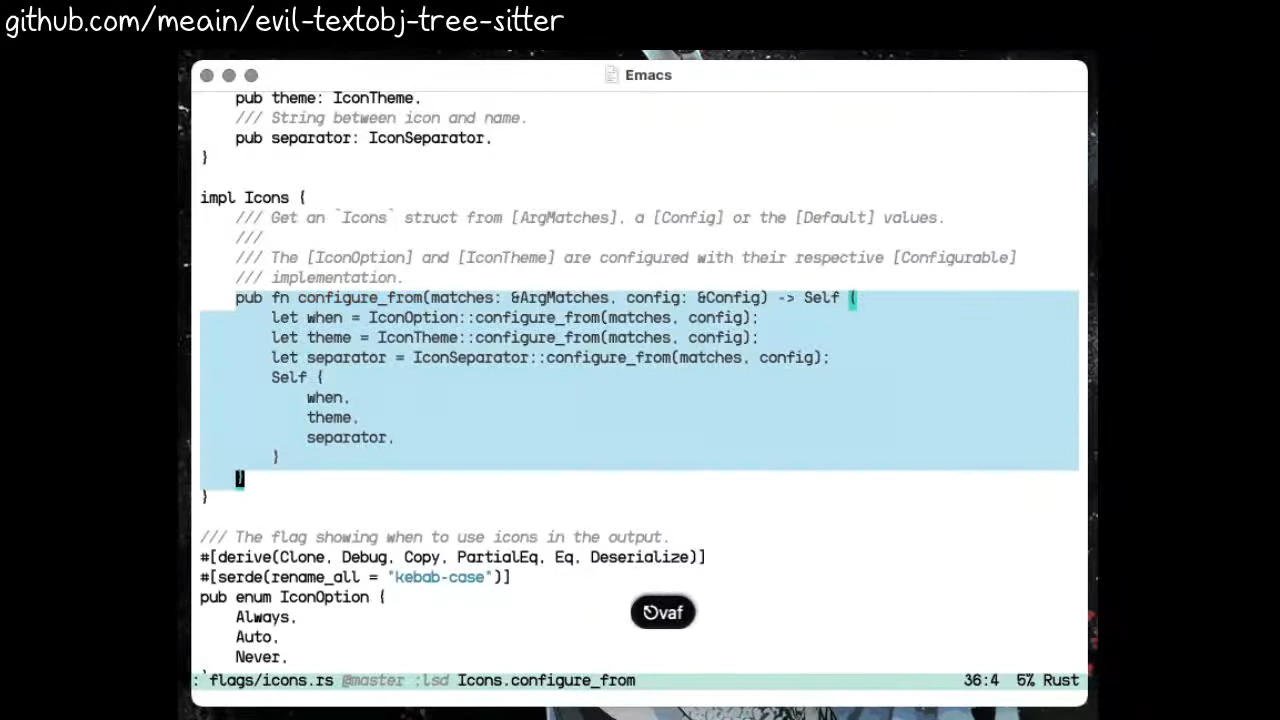 github.com/meain/evil-textobj-tree-sitter
Emacs
pub theme: IconTheme,
/// String between icon and name.
pub separator: IconSeparator,
}
impl Icons {
/// Get an `Icons` struct from [ArgMatches], a [Config] or the [Default] values.
///
/// The [IconOption] and [IconTheme] are configured with their respective [Configurable]
/// implementation.
pub fn configure_from(matches: &ArgMatches, config: &Config) -> Self {
let when = IconOption::configure_from(matches, config);
let theme = IconTheme::configure_from(matches, config);
let separator = IconSeparator::configure_from(matches, config);
Self {
when,
theme,
separator,
}
}
}
/// The flag showing when to use icons in the output.
#[derive(Clone, Debug, Copy, PartialEq, Eq, Deserialize)]
#[serde(rename_all = "kebab-case")]
pub enum IconOption {
Always,
Auto,
Never,
vaf
:`flags/icons.rs @master :lsd Icons.configure_from 36:4 5% Rust